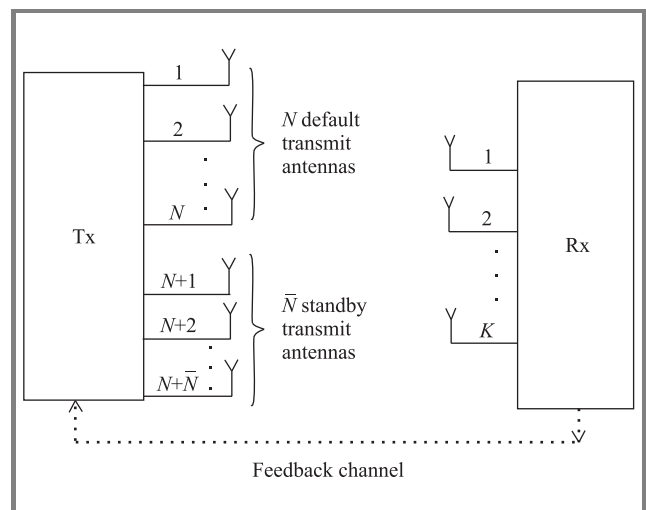 Tx
1
2
N
N+1
N+2
N+N̅
N default
transmit
antennas
N̅ standby
transmit
antennas
1
2
K
Rx
Feedback channel